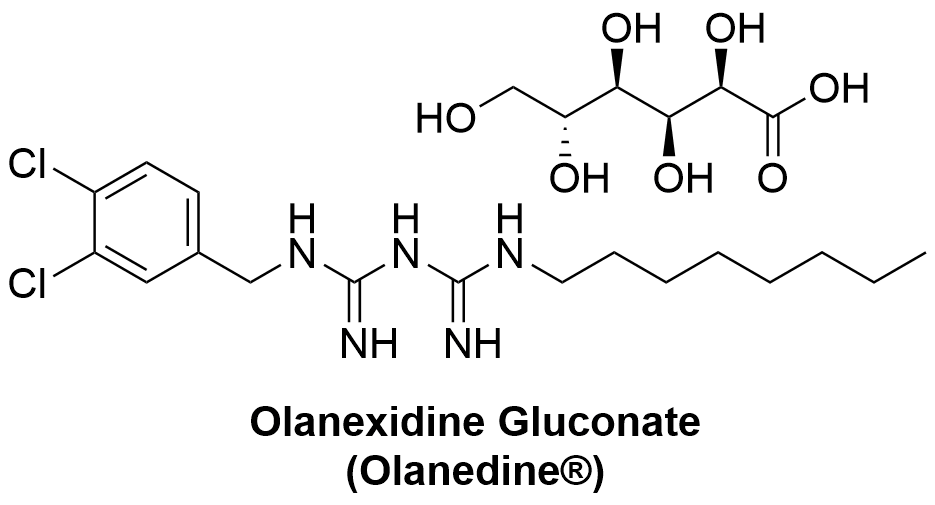 OH OH
OH
HO
OH OH O
Cl
H H H
N N N
Cl
NH NH
Olanexidine Gluconate
(Olanedine®)